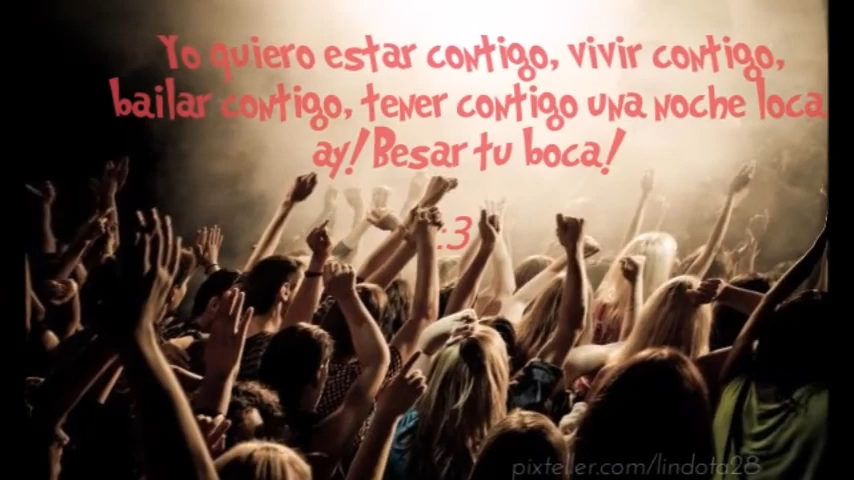 Yo quiero estar contigo, vivir contigo,
bailar contigo, tener contigo una noche loca
ay! Besar tu boca!
:3
pixteller.com/lindota28